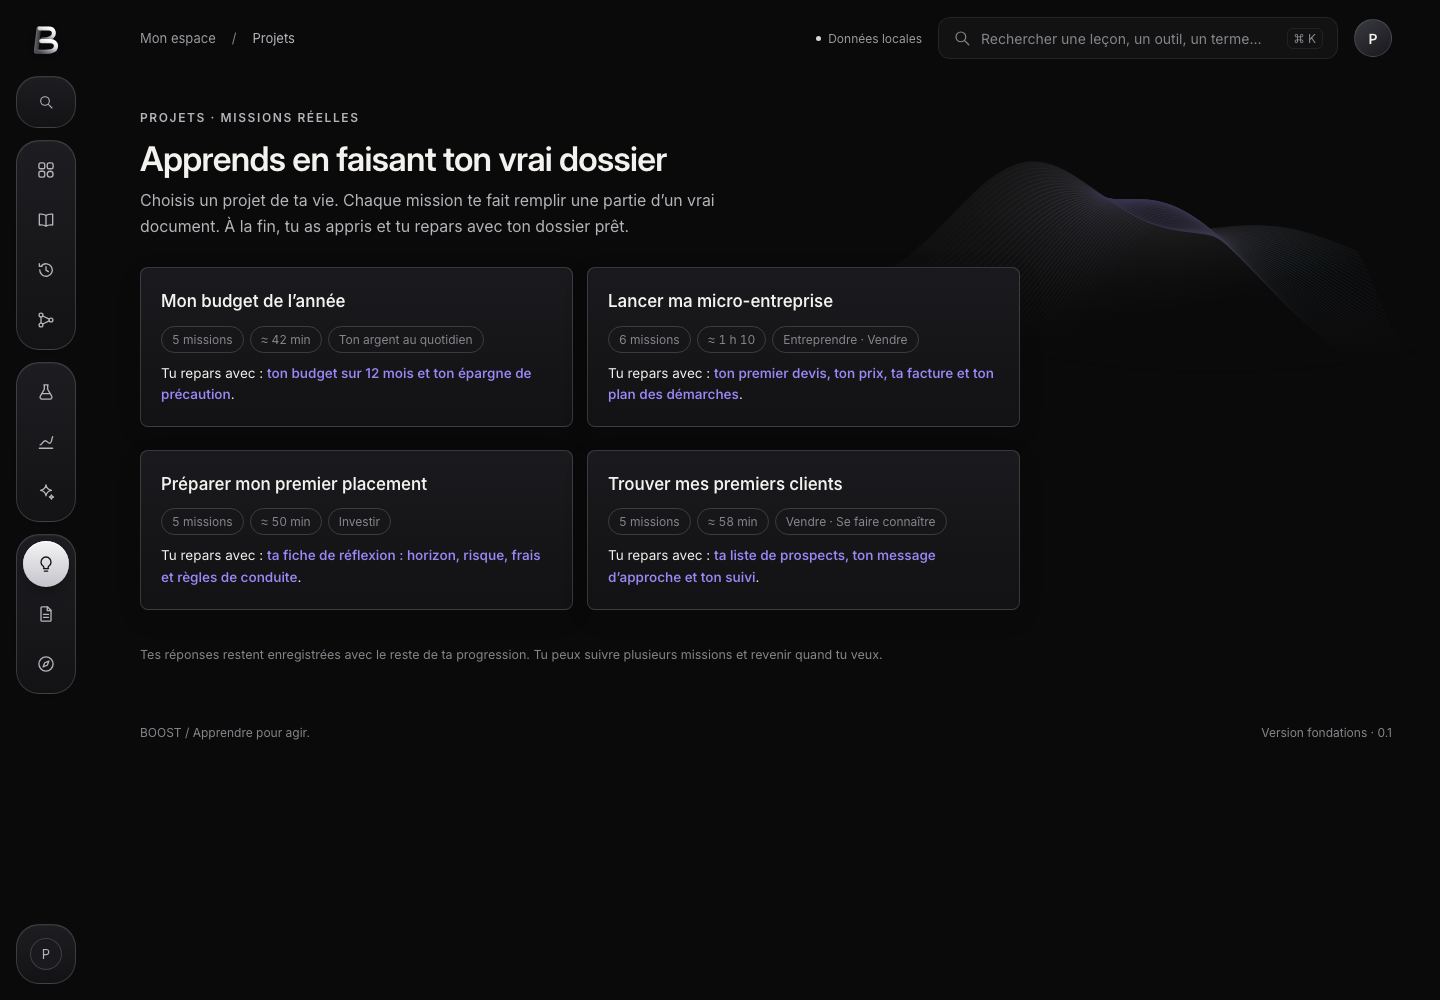 B
Mon espace / Projets
Données locales
Rechercher une leçon, un outil, un terme...
⌘ K
P
PROJETS · MISSIONS RÉELLES
Apprends en faisant ton vrai dossier
Choisis un projet de ta vie. Chaque mission te fait remplir une partie d’un vrai
document. À la fin, tu as appris et tu repars avec ton dossier prêt.
Mon budget de l’année
5 missions ≈ 42 min Ton argent au quotidien
Tu repars avec : ton budget sur 12 mois et ton épargne de
précaution.
Lancer ma micro-entreprise
6 missions ≈ 1 h 10 Entreprendre · Vendre
Tu repars avec : ton premier devis, ton prix, ta facture et ton
plan des démarches.
Préparer mon premier placement
5 missions ≈ 50 min Investir
Tu repars avec : ta fiche de réflexion : horizon, risque, frais
et règles de conduite.
Trouver mes premiers clients
5 missions ≈ 58 min Vendre · Se faire connaître
Tu repars avec : ta liste de prospects, ton message
d’approche et ton suivi.
Tes réponses restent enregistrées avec le reste de ta progression. Tu peux suivre plusieurs missions et revenir quand tu veux.
BOOST / Apprendre pour agir.
Version fondations · 0.1
P